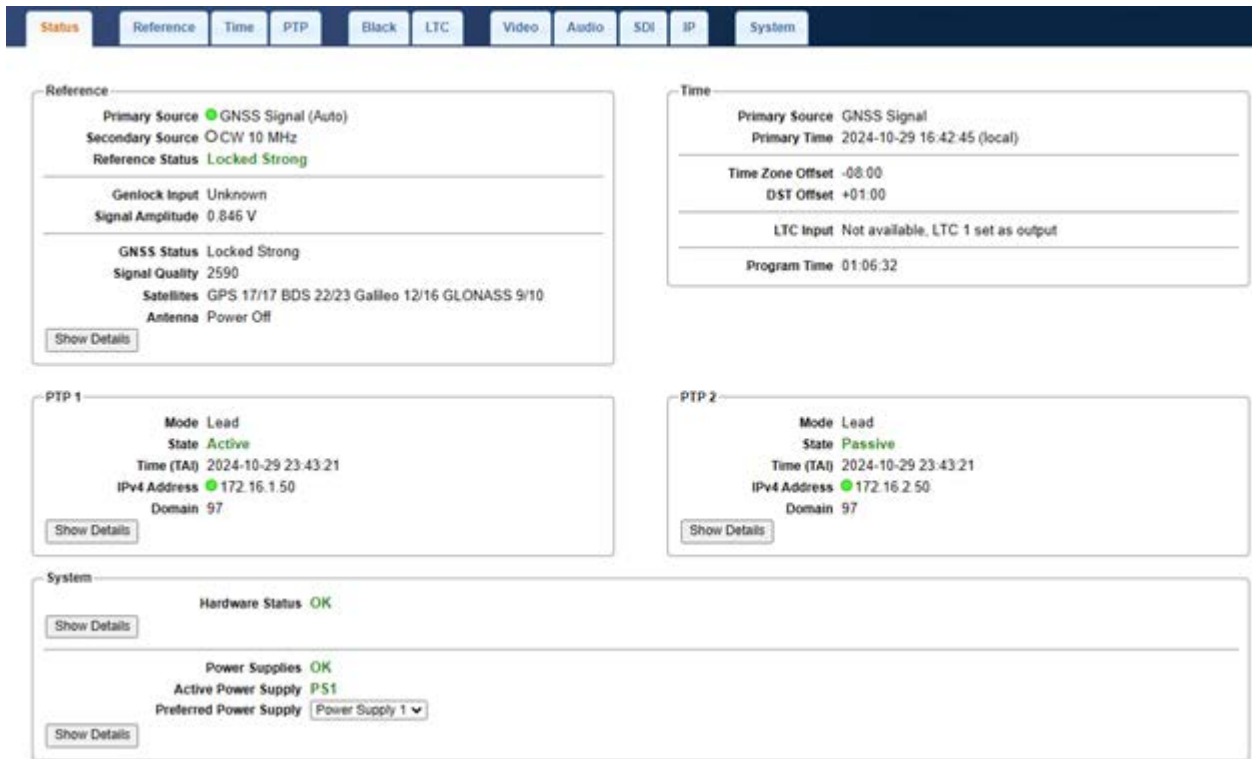 Status Reference Time PTP Black LTC Video Audio SDI IP System
Reference
Primary Source GNSS Signal (Auto)
Secondary Source CW 10 MHz
Reference Status Locked Strong
Genlock Input Unknown
Signal Amplitude 0.846 V
GNSS Status Locked Strong
Signal Quality 2590
Satellites GPS 17/17 BDS 22/23 Galileo 12/16 GLONASS 9/10
Antenna Power Off
Show Details
Time
Primary Source GNSS Signal
Primary Time 2024-10-29 16:42:45 (local)
Time Zone Offset -08:00
DST Offset +01:00
LTC Input Not available, LTC 1 set as output
Program Time 01:06:32
PTP 1
Mode Lead
State Active
Time (TAI) 2024-10-29 23:43:21
IPv4 Address 172.16.1.50
Domain 97
Show Details
PTP 2
Mode Lead
State Passive
Time (TAI) 2024-10-29 23:43:21
IPv4 Address 172.16.2.50
Domain 97
Show Details
System
Hardware Status OK
Show Details
Power Supplies OK
Active Power Supply PS1
Preferred Power Supply Power Supply 1
Show Details